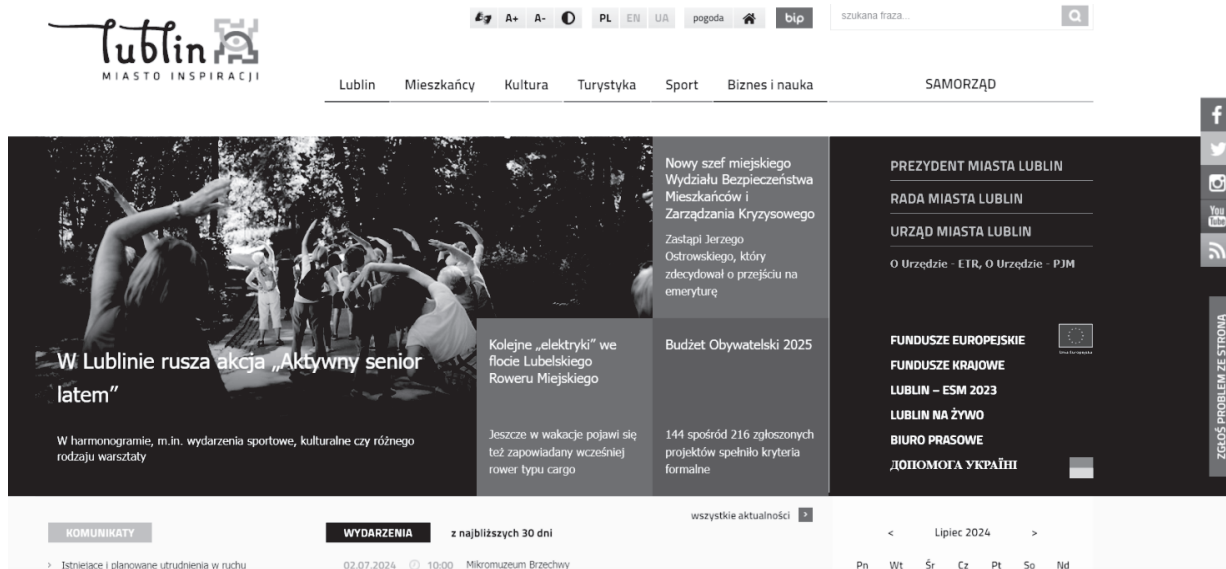 lublin
MIASTO INSPIRACJI
A+ A- PL EN UA pogoda bip szukana fraza...
Lublin Mieszkańcy Kultura Turystyka Sport Biznes i nauka SAMORZĄD
W Lublinie rusza akcja „Aktywny senior
latem”
W harmonogramie, m.in. wydarzenia sportowe, kulturalne czy różnego
rodzaju warsztaty
Nowy szef miejskiego
Wydziału Bezpieczeństwa
Mieszkańców i
Zarządzania Kryzysowego
Zastąpi Jerzego
Ostrowskiego, który
zdecydował o przejściu na
emeryturę
Kolejne „elektryki” we
flocie Lubelskiego
Roweru Miejskiego
Jeszcze w wakacje pojawi się
też zapowiadany wcześniej
rower typu cargo
Budżet Obywatelski 2025
144 spośród 216 zgłoszonych
projektów spełniło kryteria
formalne
PREZYDENT MIASTA LUBLIN
RADA MIASTA LUBLIN
URZĄD MIASTA LUBLIN
O Urzędzie - ETR, O Urzędzie - PJM
FUNDUSZE EUROPEJSKIE
Unia Europejska
FUNDUSZE KRAJOWE
LUBLIN – ESM 2023
LUBLIN NA ŻYWO
BIURO PRASOWE
ДОПОМОГА УКРАЇНІ
You
Tube
ZGŁOŚ PROBLEM ZE STRONĄ
wszystkie aktualności >
KOMUNIKATY
> Istniejące i planowane utrudnienia w ruchu
WYDARZENIA z najbliższych 30 dni
02.07.2024 10:00 Mikromuzeum Brzechwy
< Lipiec 2024 >
Pn Wt Śr Cz Pt So Nd